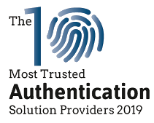 The 10
Most Trusted
Authentication
Solution Providers 2019